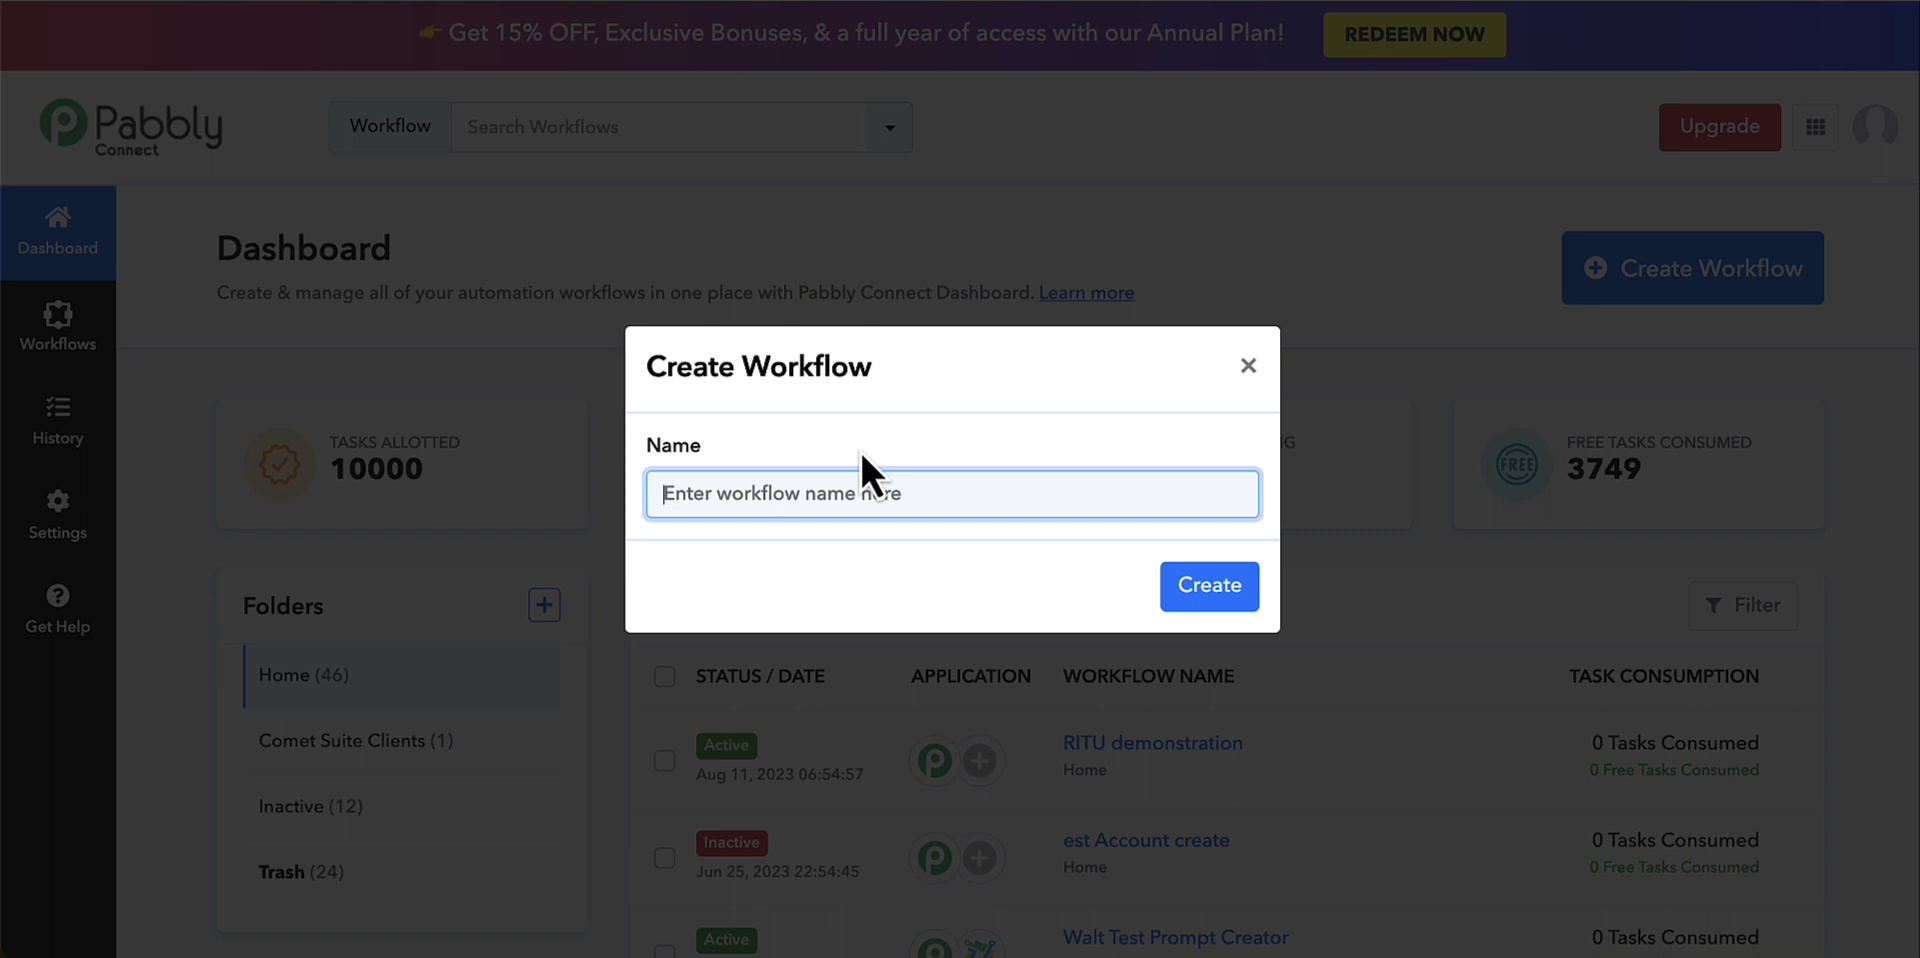 👉 Get 15% OFF, Exclusive Bonuses, & a full year of access with our Annual Plan!
REDEEM NOW
Pabbly
Connect
Workflow
Search Workflows
Upgrade
Dashboard
Workflows
History
Settings
Get Help
Dashboard
Create & manage all of your automation workflows in one place with Pabbly Connect Dashboard. Learn more
Create Workflow
Create Workflow
×
Name
Enter workflow name here
Create
TASKS ALLOTTED
10000
FREE
FREE TASKS CONSUMED
3749
Folders
Home (46)
Comet Suite Clients (1)
Inactive (12)
Trash (24)
Filter
STATUS / DATE APPLICATION WORKFLOW NAME TASK CONSUMPTION
Active
Aug 11, 2023 06:54:57
RITU demonstration
Home
0 Tasks Consumed
0 Free Tasks Consumed
Inactive
Jun 25, 2023 22:54:45
est Account create
Home
0 Tasks Consumed
0 Free Tasks Consumed
Active
Walt Test Prompt Creator
0 Tasks Consumed